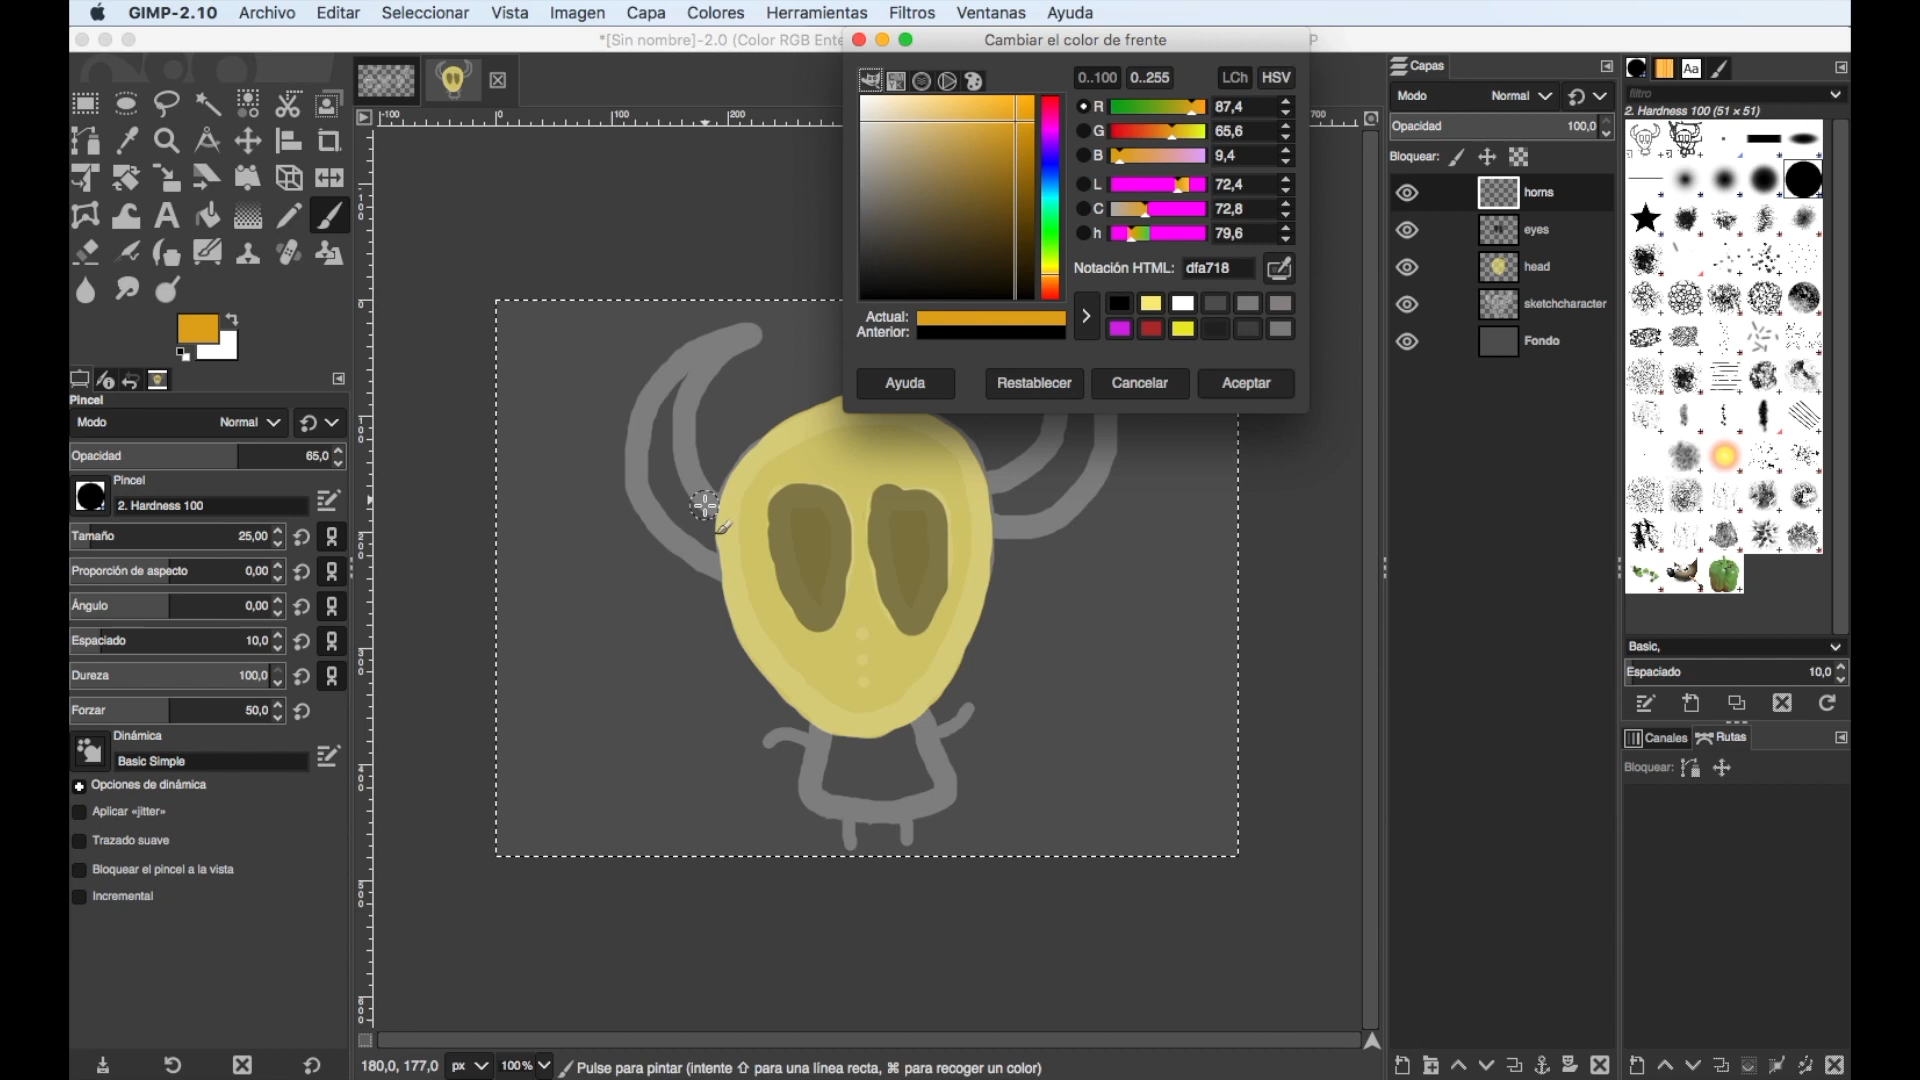 GIMP-2.10 Archivo Editar Seleccionar Vista Imagen Capa Colores Herramientas Filtros Ventanas Ayuda
*[Sin nombre]-2.0 (Color RGB Ente
P
Cambiar el color de frente
0..100 0..255 LCh HSV
R 87,4
G 65,6
B 9,4
L 72,4
C 72,8
h 79,6
Notación HTML: dfa718
Actual:
Anterior:
Ayuda Restablecer Cancelar Aceptar
-100 0 100 200 700
Pincel
Modo Normal
Opacidad 65,0
Pincel
2. Hardness 100
Tamaño 25,00
Proporción de aspecto 0,00
Ángulo 0,00
Espaciado 10,0
Dureza 100,0
Forzar 50,0
Dinámica
Basic Simple
Opciones de dinámica
Aplicar «jitter»
Trazado suave
Bloquear el pincel a la vista
Incremental
180,0, 177,0 px 100% Pulse para pintar (intente ⇧ para una línea recta, ⌘ para recoger un color)
Capas
Modo Normal
Opacidad 100,0
Bloquear:
horns
eyes
head
sketchcharacter
Fondo
Aa
filtro
2. Hardness 100 (51 × 51)
Basic,
Espaciado 10,0
Canales Rutas
Bloquear: